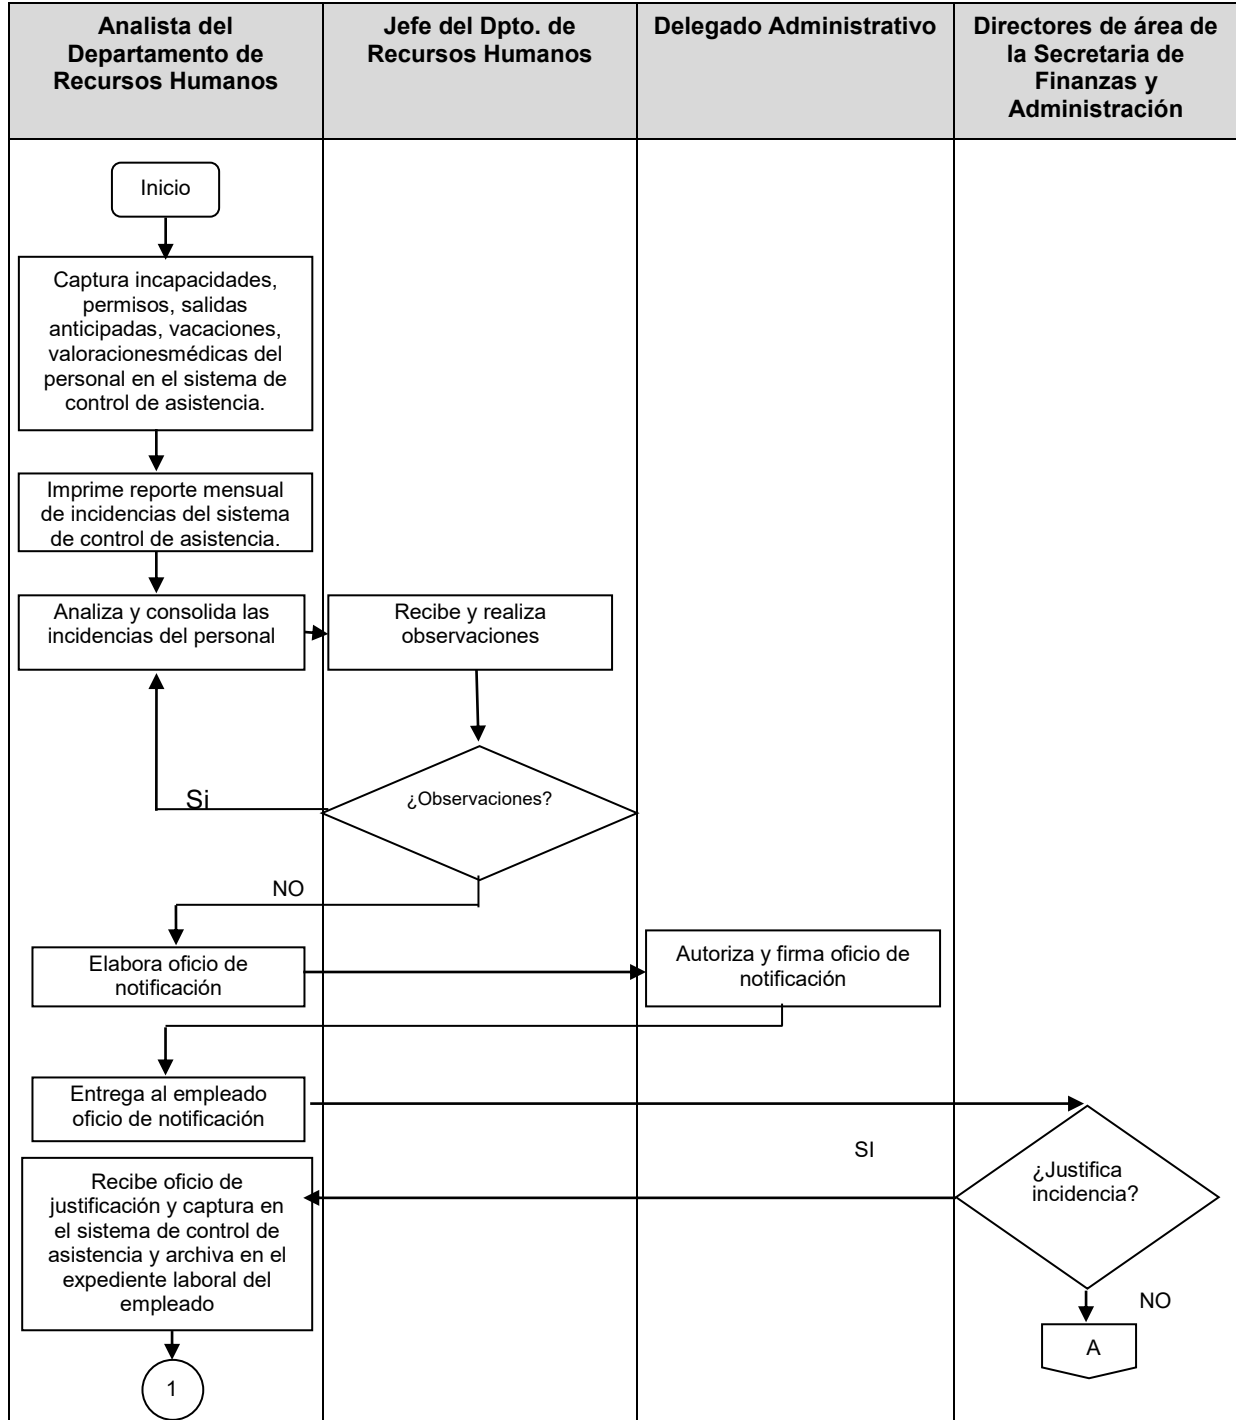 Analista del
Departamento de
Recursos Humanos
Jefe del Dpto. de
Recursos Humanos
Delegado Administrativo
Directores de área de
la Secretaria de
Finanzas y
Administración
Inicio
Captura incapacidades,
permisos, salidas
anticipadas, vacaciones,
valoracionesmédicas del
personal en el sistema de
control de asistencia.
Imprime reporte mensual
de incidencias del sistema
de control de asistencia.
Analiza y consolida las
incidencias del personal
Recibe y realiza
observaciones
¿Observaciones?
Si
NO
Elabora oficio de
notificación
Autoriza y firma oficio de
notificación
Entrega al empleado
oficio de notificación
SI
¿Justifica
incidencia?
Recibe oficio de
justificación y captura en
el sistema de control de
asistencia y archiva en el
expediente laboral del
empleado
NO
A
1